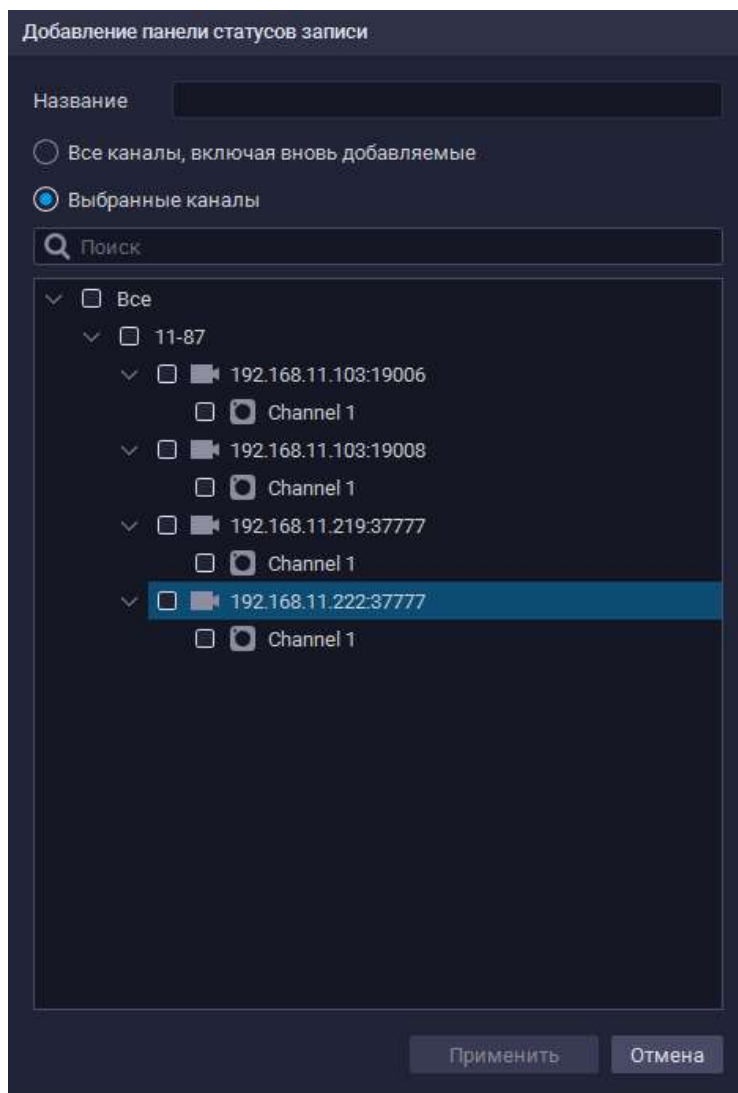 Добавление панели статусов записи
Название
Все каналы, включая вновь добавляемые
Выбранные каналы
Поиск
Все
11-87
192.168.11.103:19006
Channel 1
192.168.11.103:19008
Channel 1
192.168.11.219:37777
Channel 1
192.168.11.222:37777
Channel 1
Применить Отмена